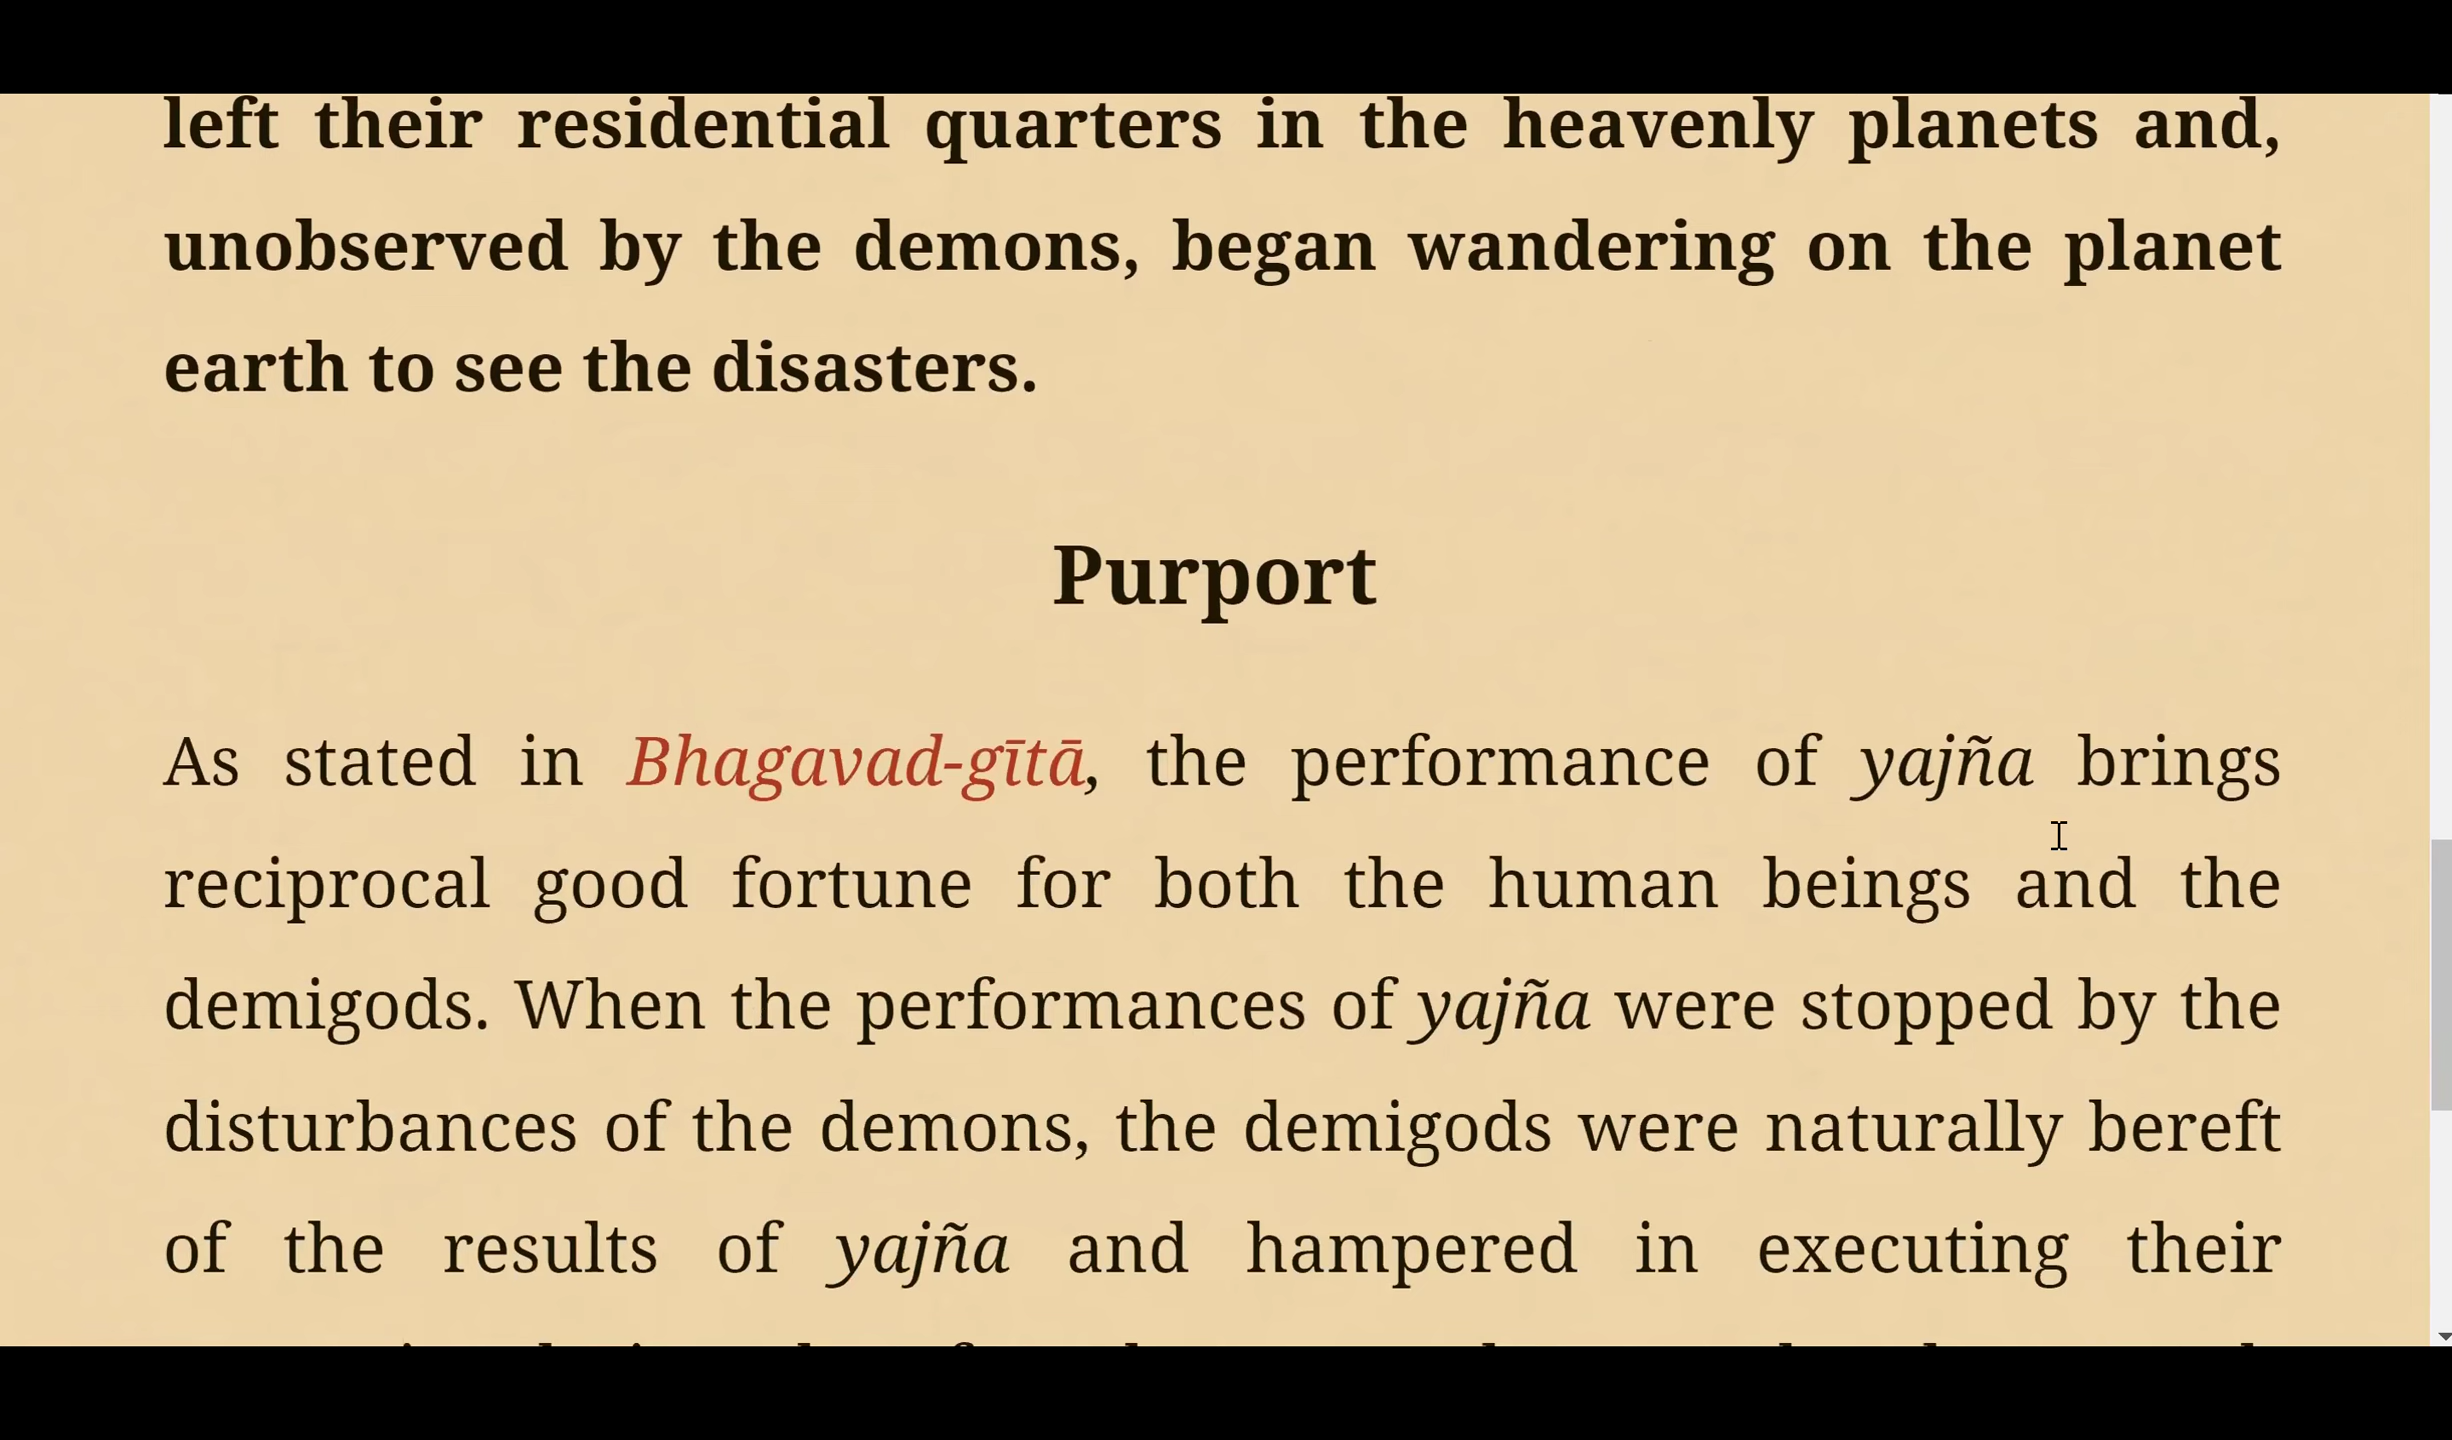 left their residential quarters in the heavenly planets and,
unobserved by the demons, began wandering on the planet
earth to see the disasters.
Purport
As stated in Bhagavad-gītā, the performance of yajña brings
reciprocal good fortune for both the human beings and the
demigods. When the performances of yajña were stopped by the
disturbances of the demons, the demigods were naturally bereft
of the results of yajña and hampered in executing their